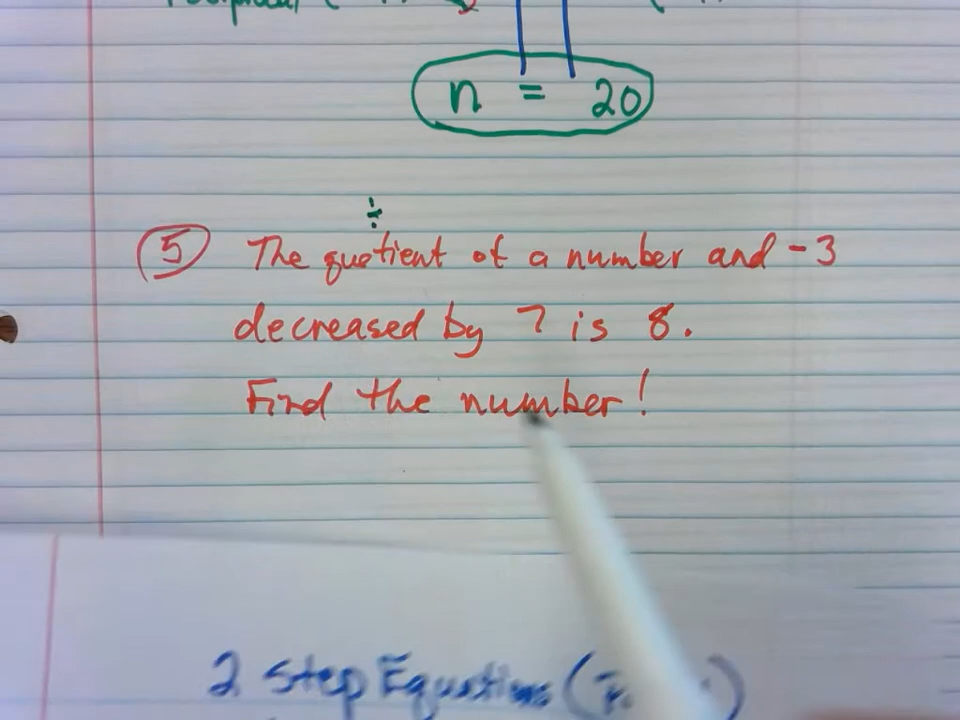 n = 20
÷
5 The quotient of a number and -3
decreased by 7 is 8.
Find the number!
2 Step Equations (